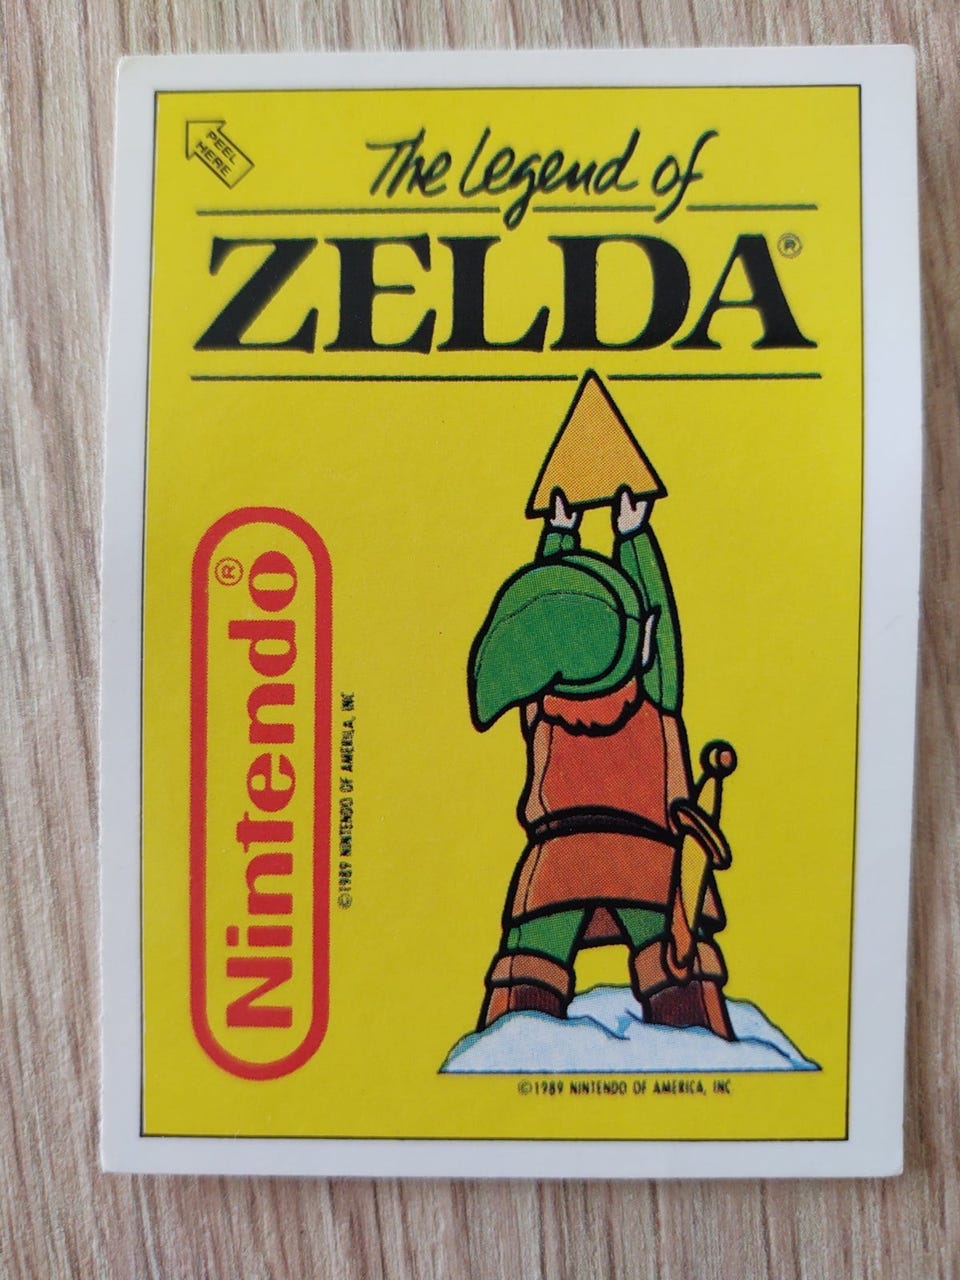 PEEL
HERE
The Legend of
ZELDA®
Nintendo®
©1989 NINTENDO OF AMERICA, INC
©1989 NINTENDO OF AMERICA, INC